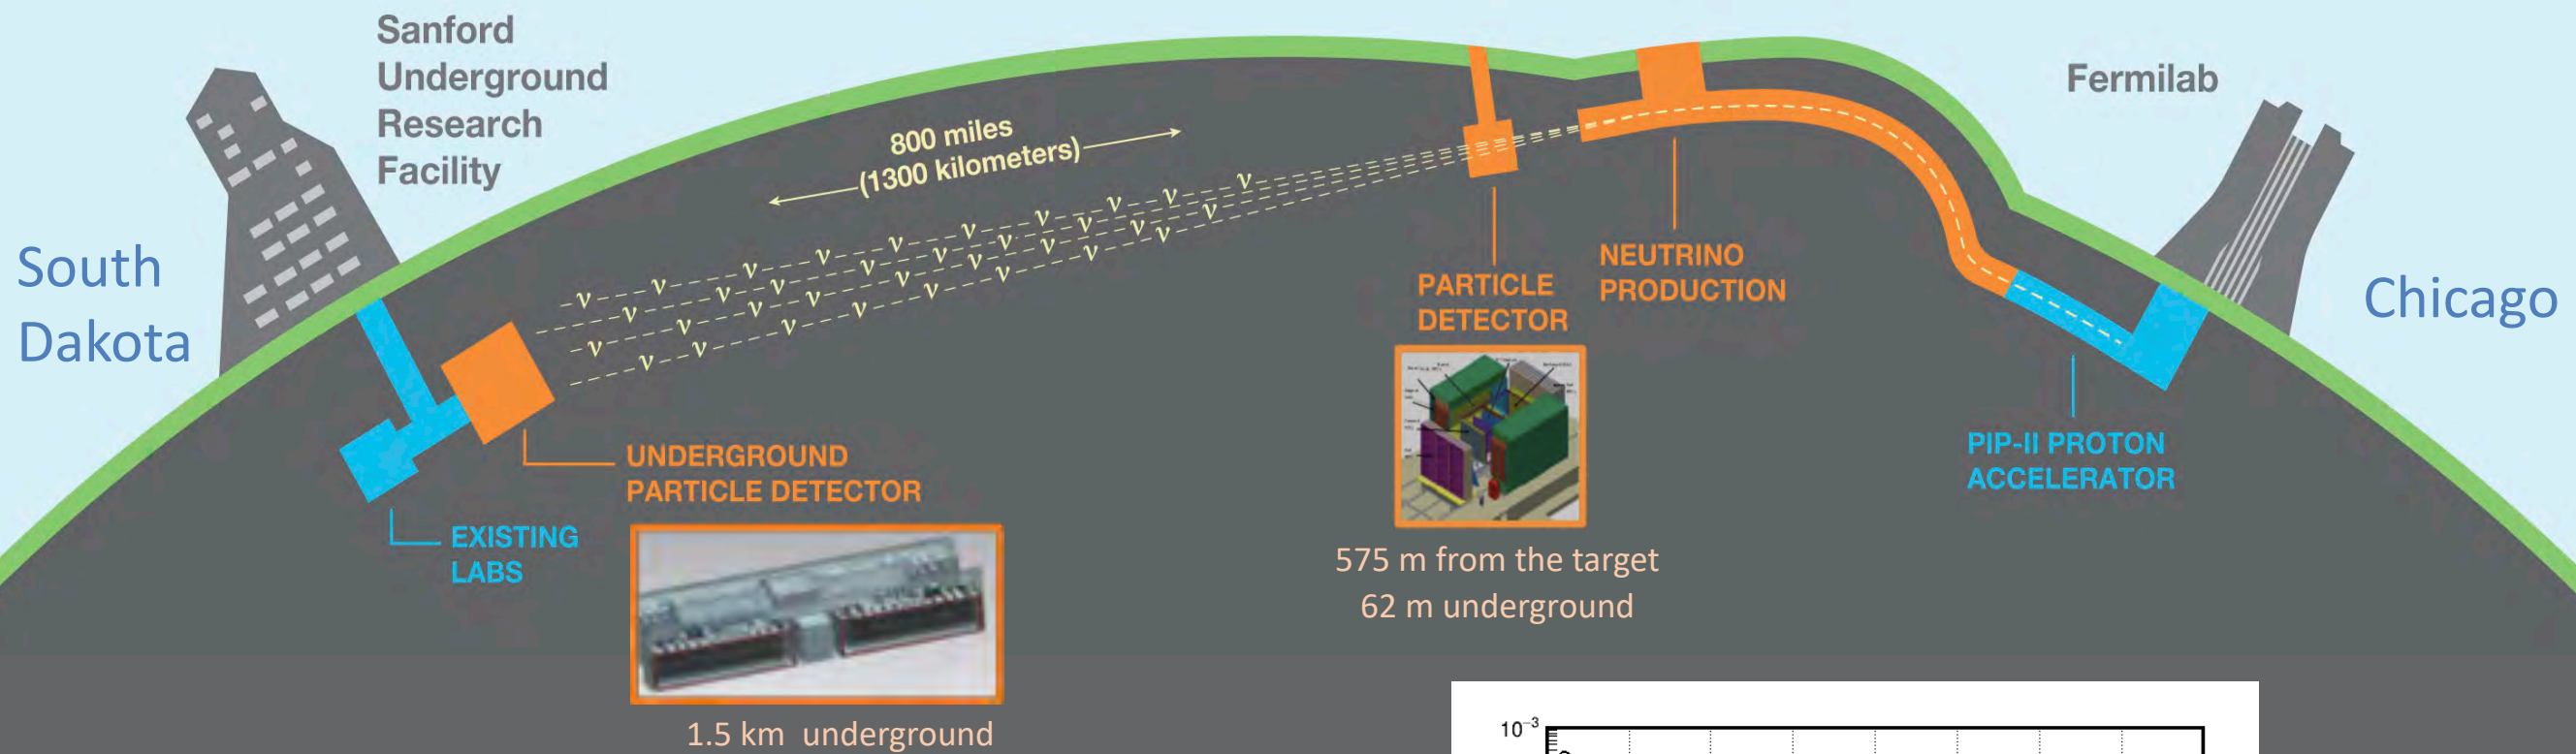 Sanford
Underground
Research
Facility
South
Dakota
800 miles
(1300 kilometers)
Fermilab
Chicago
NEUTRINO
PRODUCTION
PARTICLE
DETECTOR
PIP-II PROTON
ACCELERATOR
UNDERGROUND
PARTICLE DETECTOR
EXISTING
LABS
575 m from the target
62 m underground
1.5 km underground
10⁻³
ν ν ν ν ν ν ν ν ν ν
ν ν ν ν ν ν ν ν
ν ν ν ν ν ν ν ν
ν ν ν ν ν ν ν ν